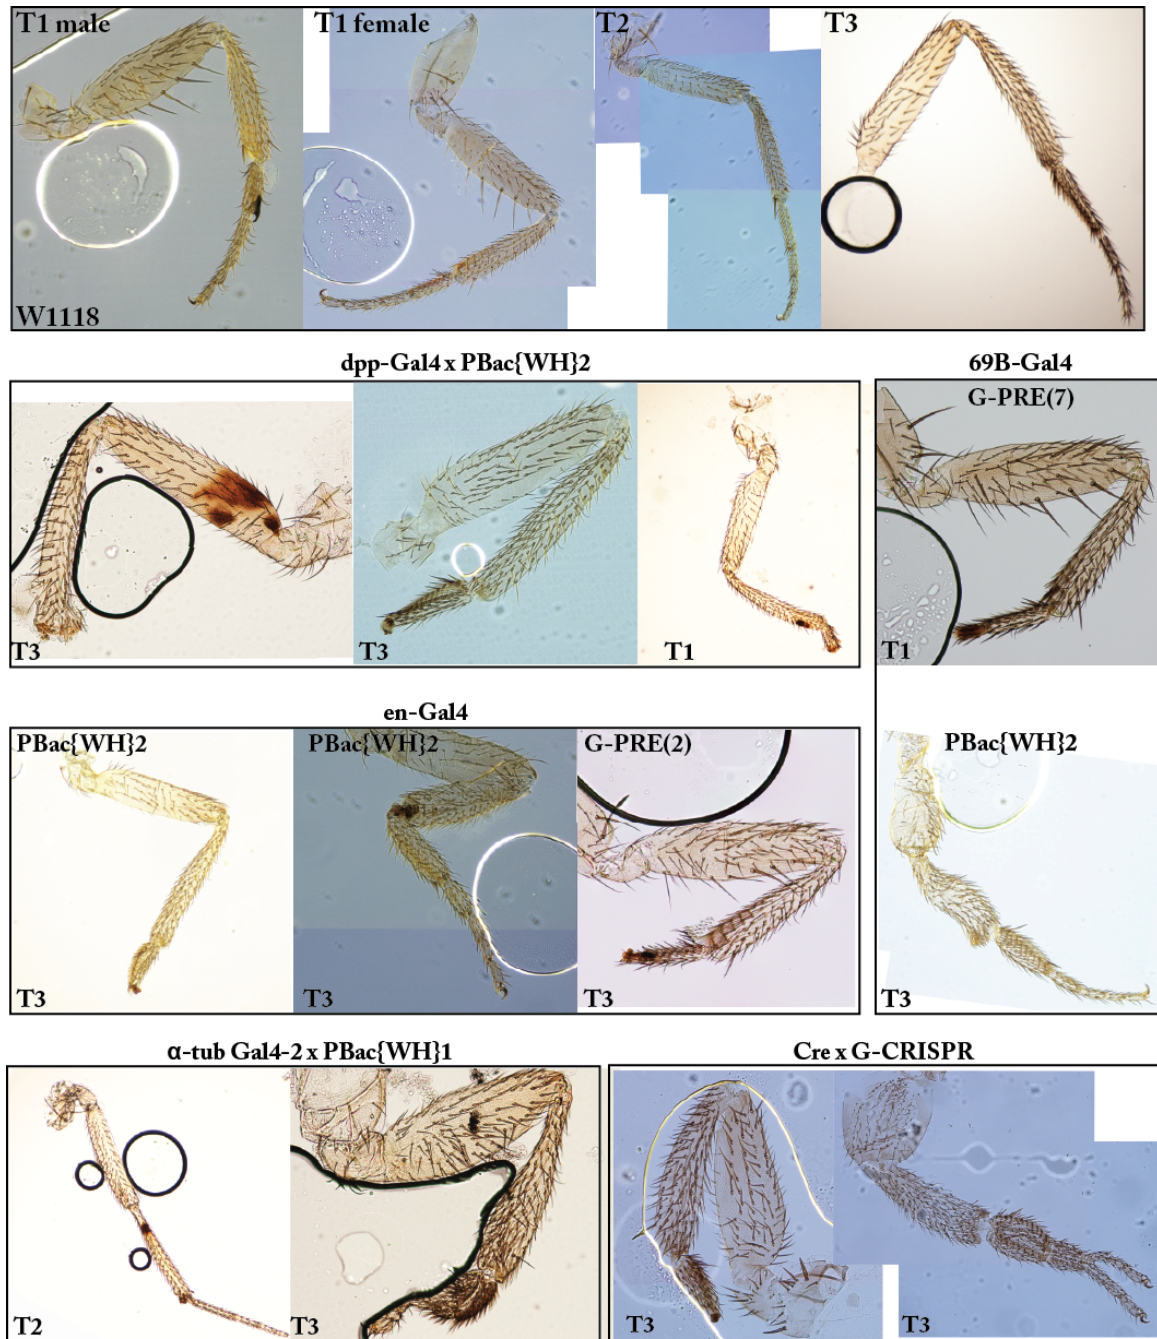 T1 male
T1 female
T2
T3
W1118
dpp-Gal4 x PBac{WH}2
69B-Gal4
G-PRE(7)
T3
T3
T1
T1
en-Gal4
PBac{WH}2
PBac{WH}2
G-PRE(2)
PBac{WH}2
T3
T3
T3
T3
α-tub Gal4-2 x PBac{WH}1
Cre x G-CRISPR
T2
T3
T3
T3